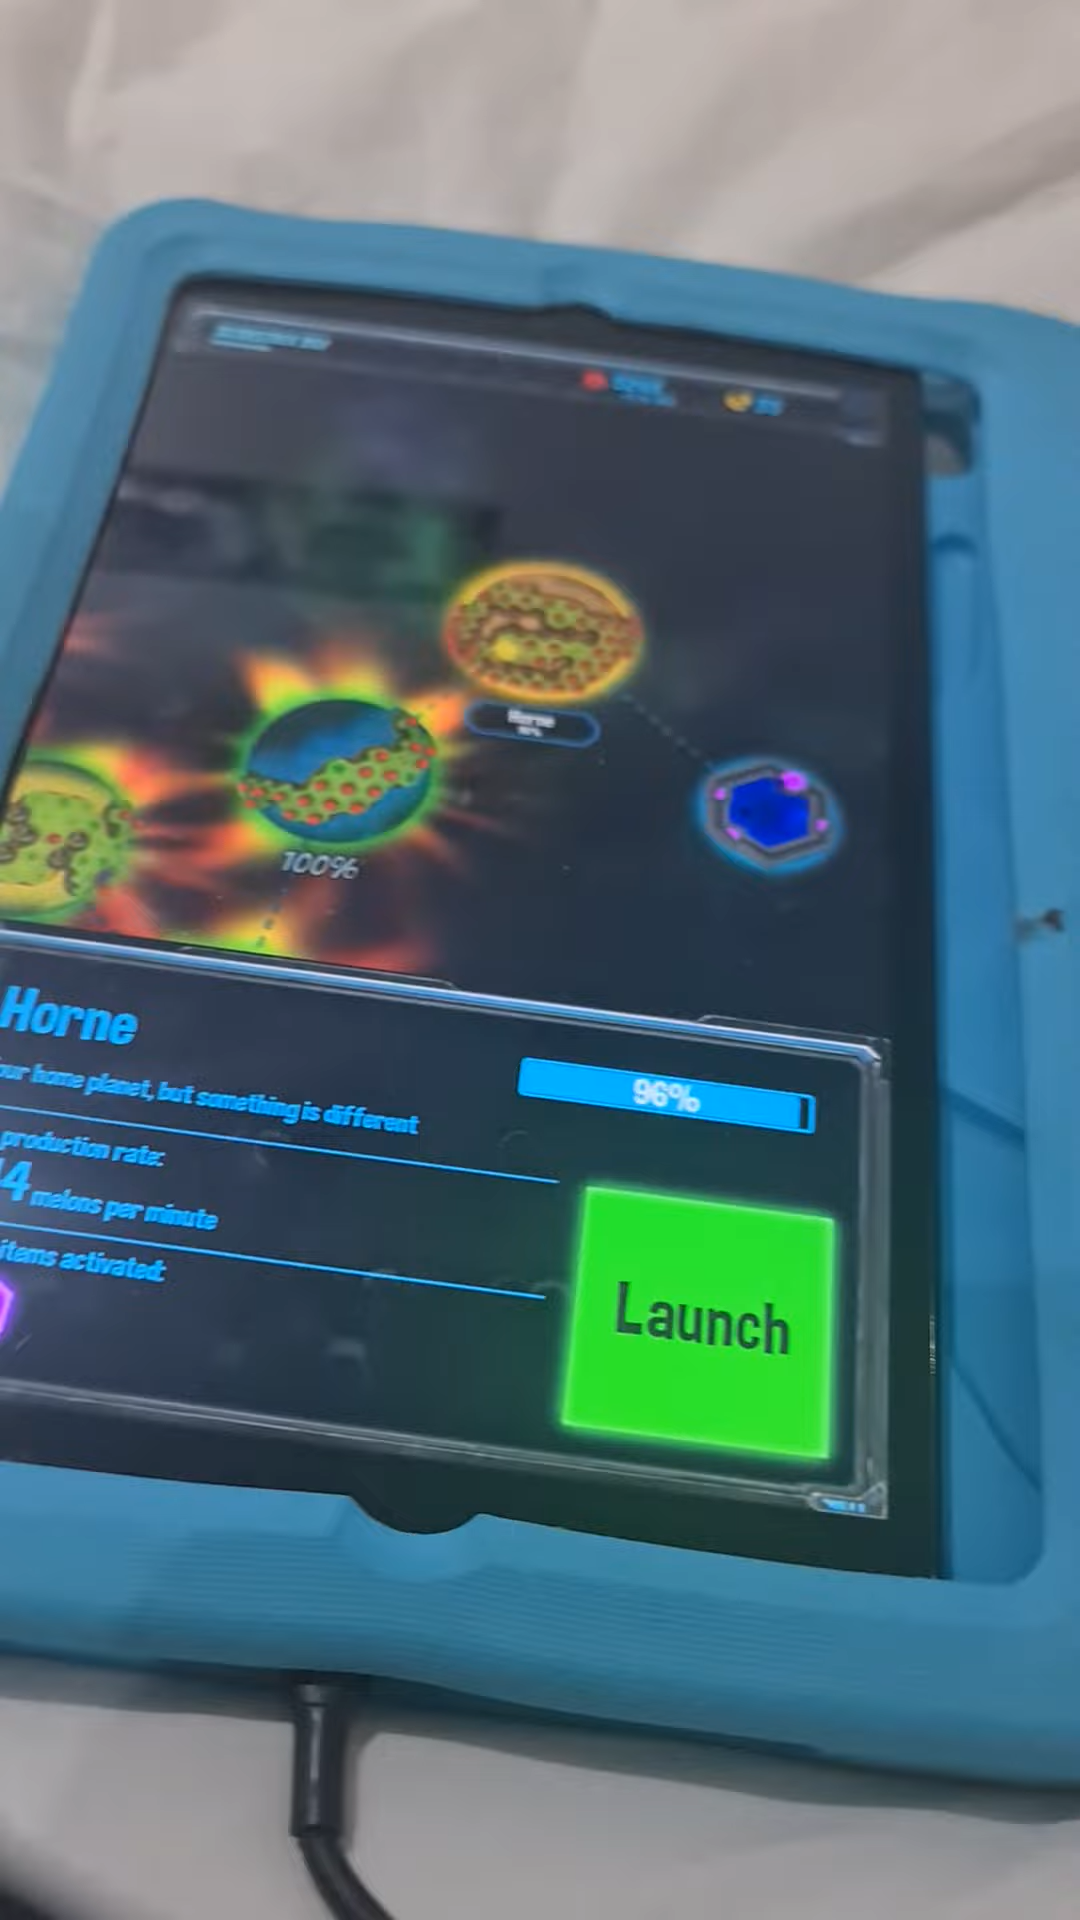 Horne
100%
Horne
our home planet, but something is different
96%
production rate:
4 melons per minute
items activated:
Launch